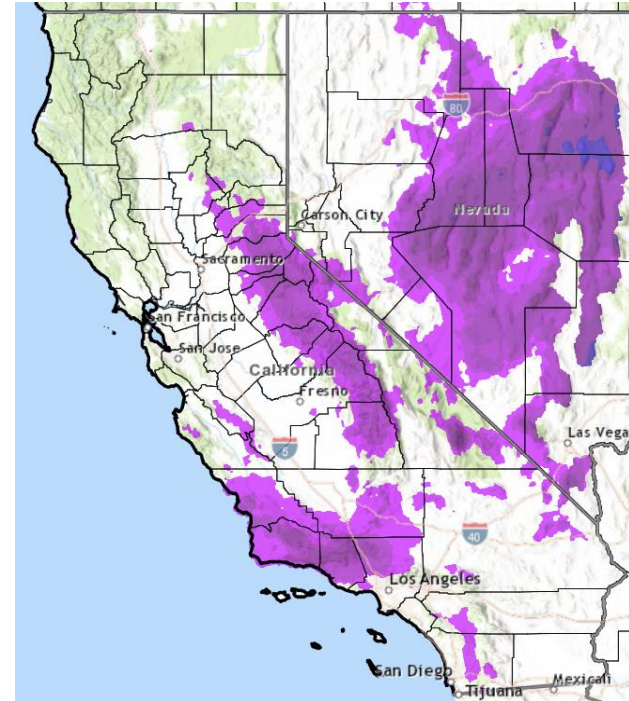 80
Carson City
Nevada
Sacramento
San Francisco
San Jose
California
Fresno
5
Las Vega
40
Los Angeles
San Diego
Tijuana
Mexicali